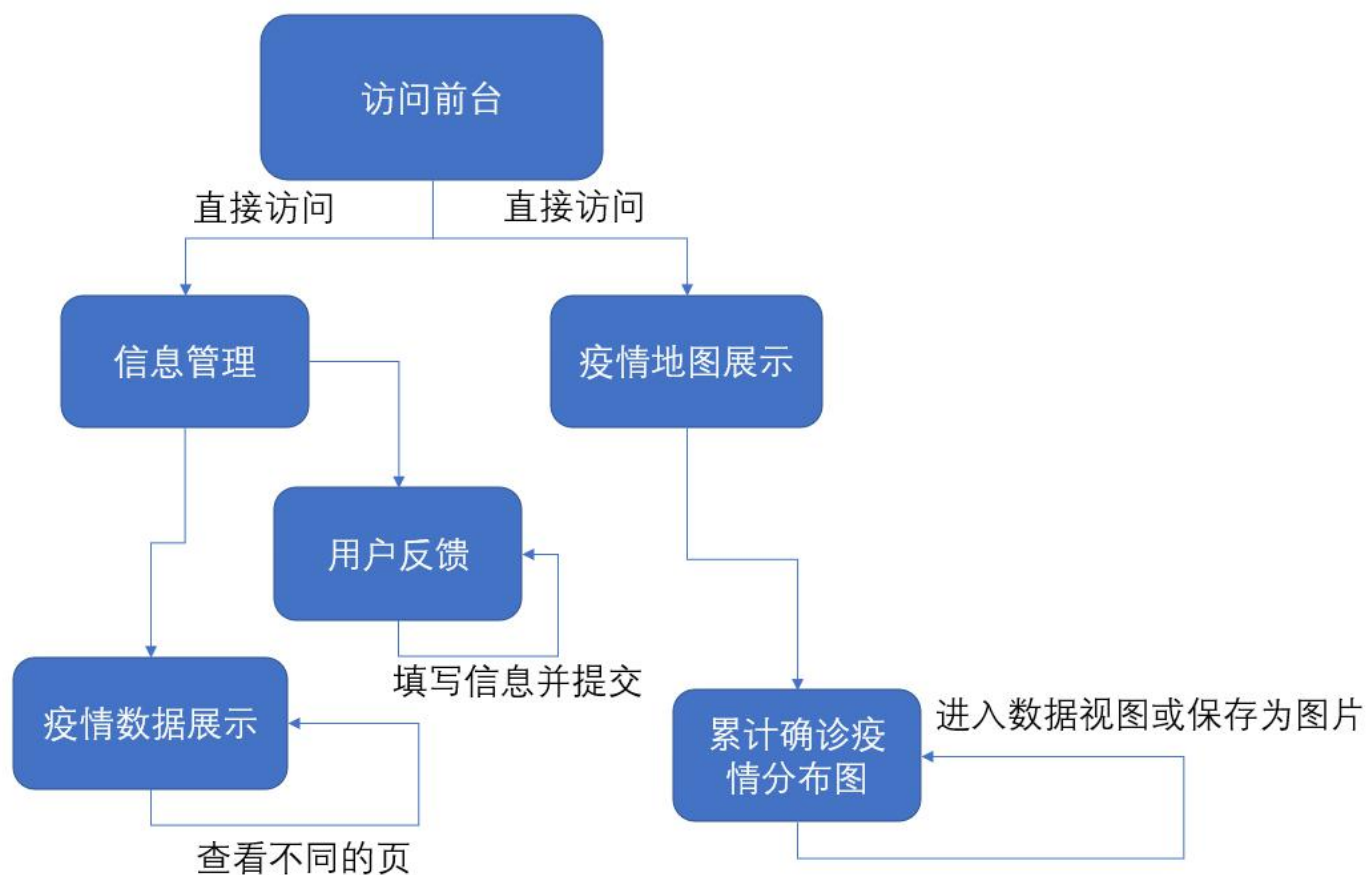 访问前台
直接访问
直接访问
信息管理
疫情地图展示
用户反馈
填写信息并提交
疫情数据展示
进入数据视图或保存为图片
累计确诊疫
情分布图
查看不同的页